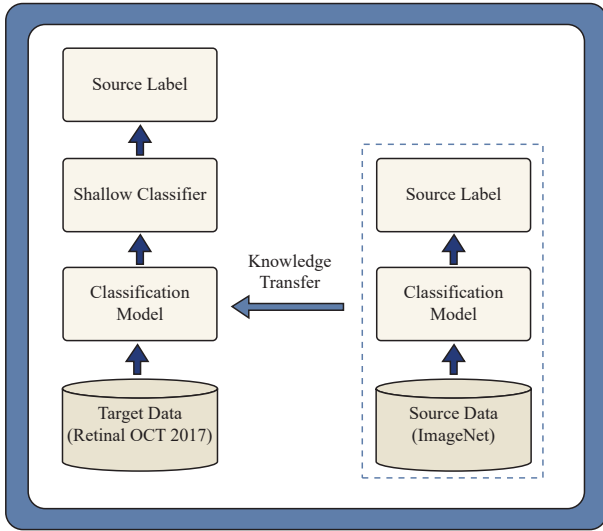 Source Label
Shallow Classifier
Classification
Model
Target Data
(Retinal OCT 2017)
Knowledge
Transfer
Source Label
Classification
Model
Source Data
(ImageNet)